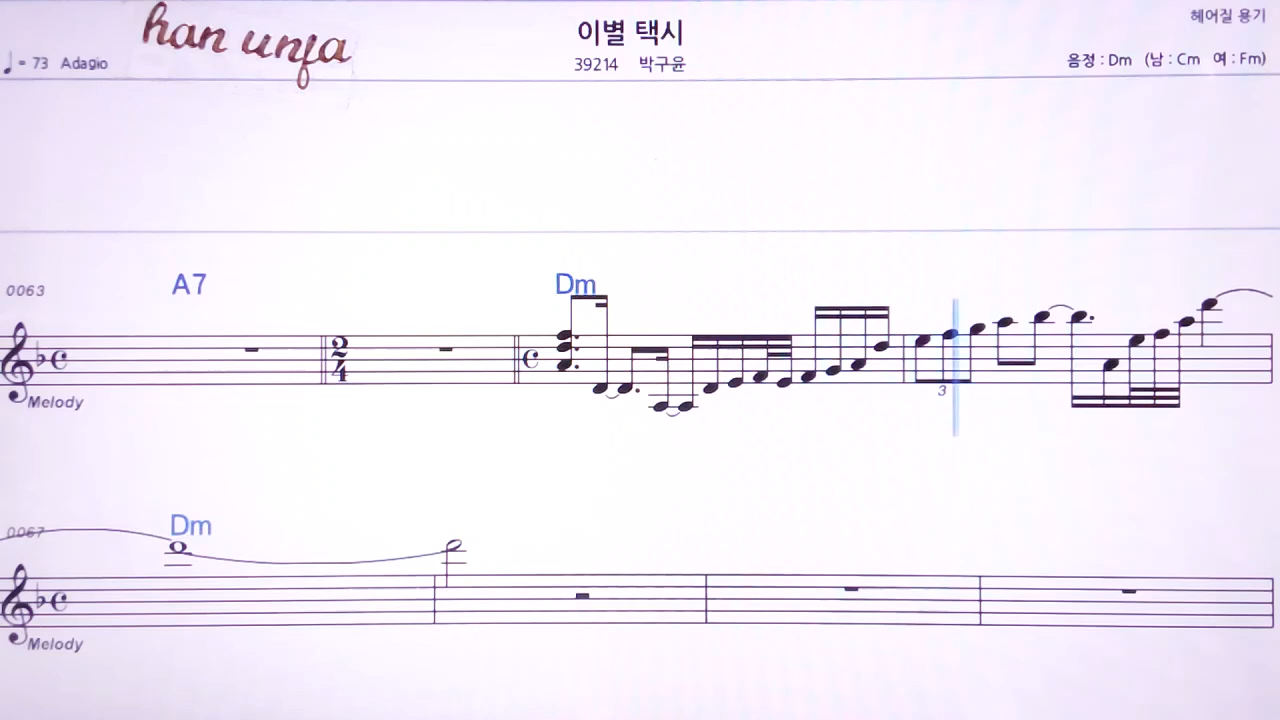 han unfa
이별 택시
헤어질 용기
♩= 73 Adagio
39214 박구윤
음정 : Dm (남 : Cm 여 : Fm)
0063
A7
Dm
2
4
3
Melody
0067
Dm
Melody